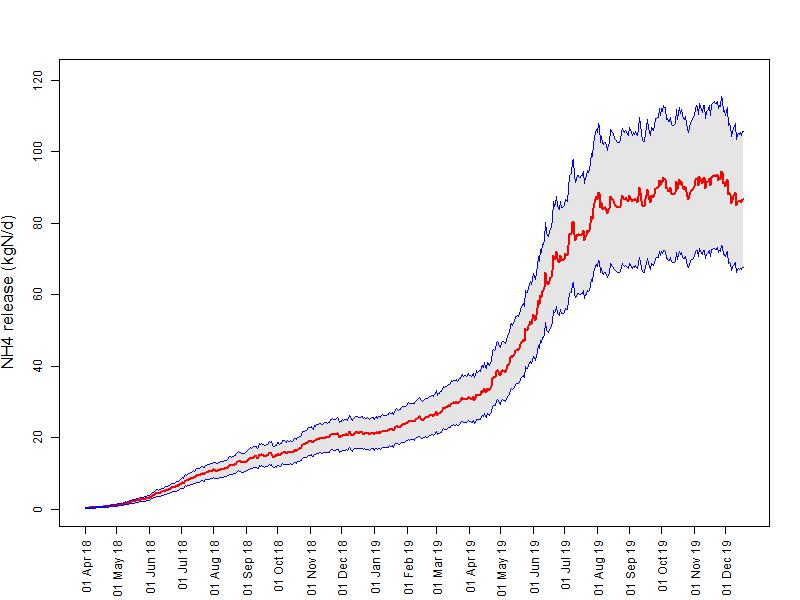 NH4 release (kgN/d)
120
100
80
60
40
20
0
01 Apr 18
01 May 18
01 Jun 18
01 Jul 18
01 Aug 18
01 Sep 18
01 Oct 18
01 Nov 18
01 Dec 18
01 Jan 19
01 Feb 19
01 Mar 19
01 Apr 19
01 May 19
01 Jun 19
01 Jul 19
01 Aug 19
01 Sep 19
01 Oct 19
01 Nov 19
01 Dec 19